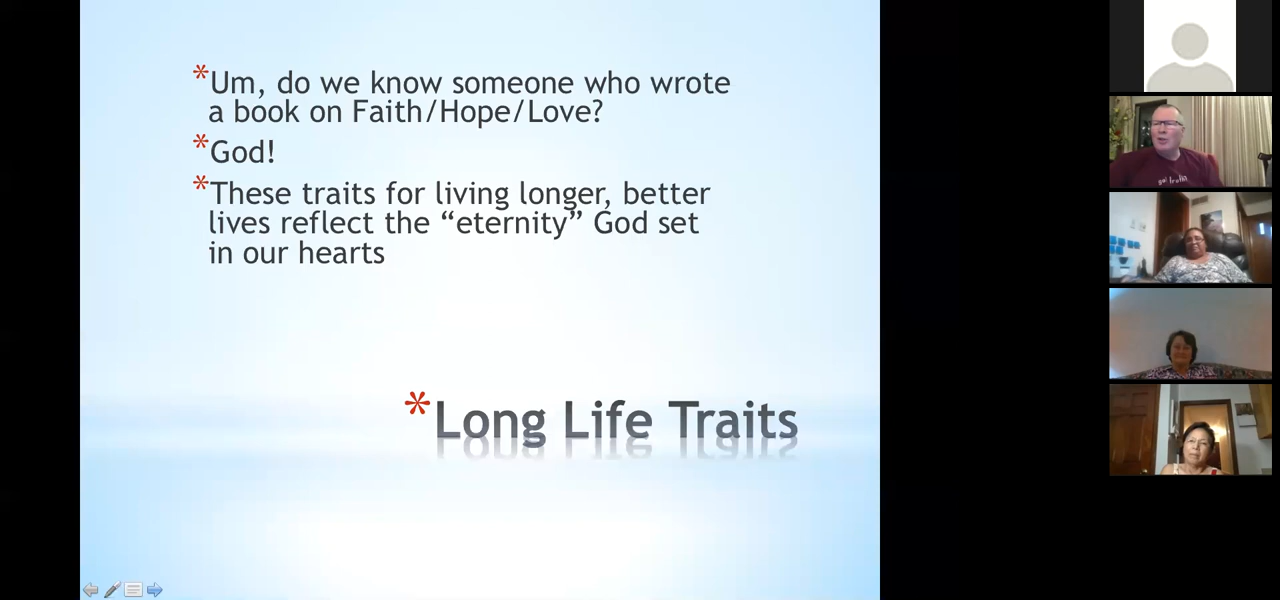 *Um, do we know someone who wrote
a book on Faith/Hope/Love?
*God!
*These traits for living longer, better
lives reflect the “eternity” God set
in our hearts
*Long Life Traits